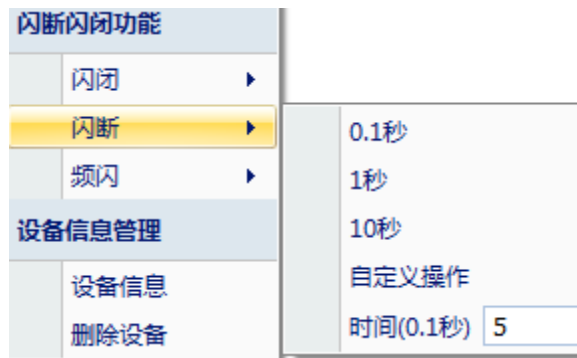 闪断闪闭功能
闪闭
闪断
频闪
设备信息管理
设备信息
删除设备
0.1秒
1秒
10秒
自定义操作
时间(0.1秒) 5